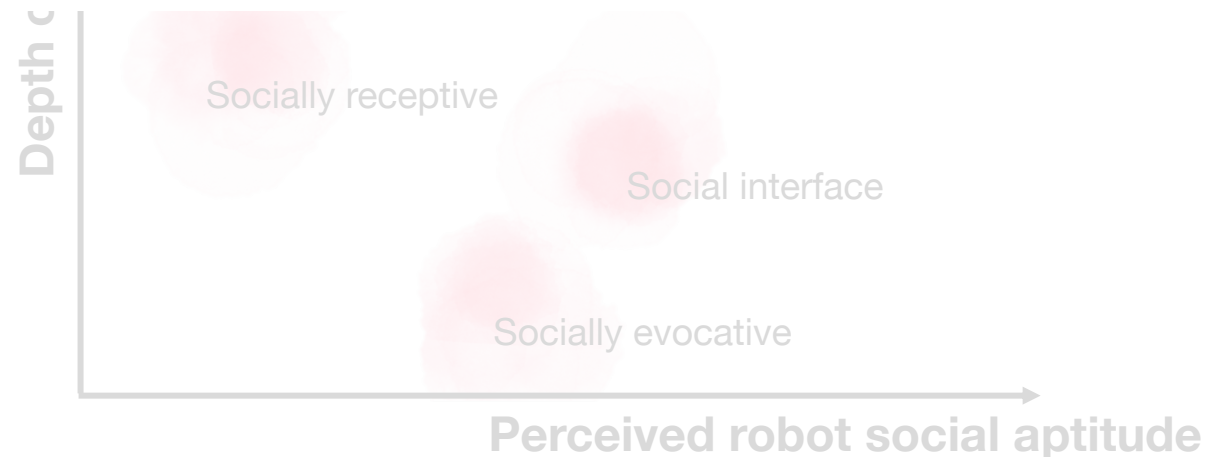 Depth
Socially receptive
Social interface
Socially evocative
Perceived robot social aptitude